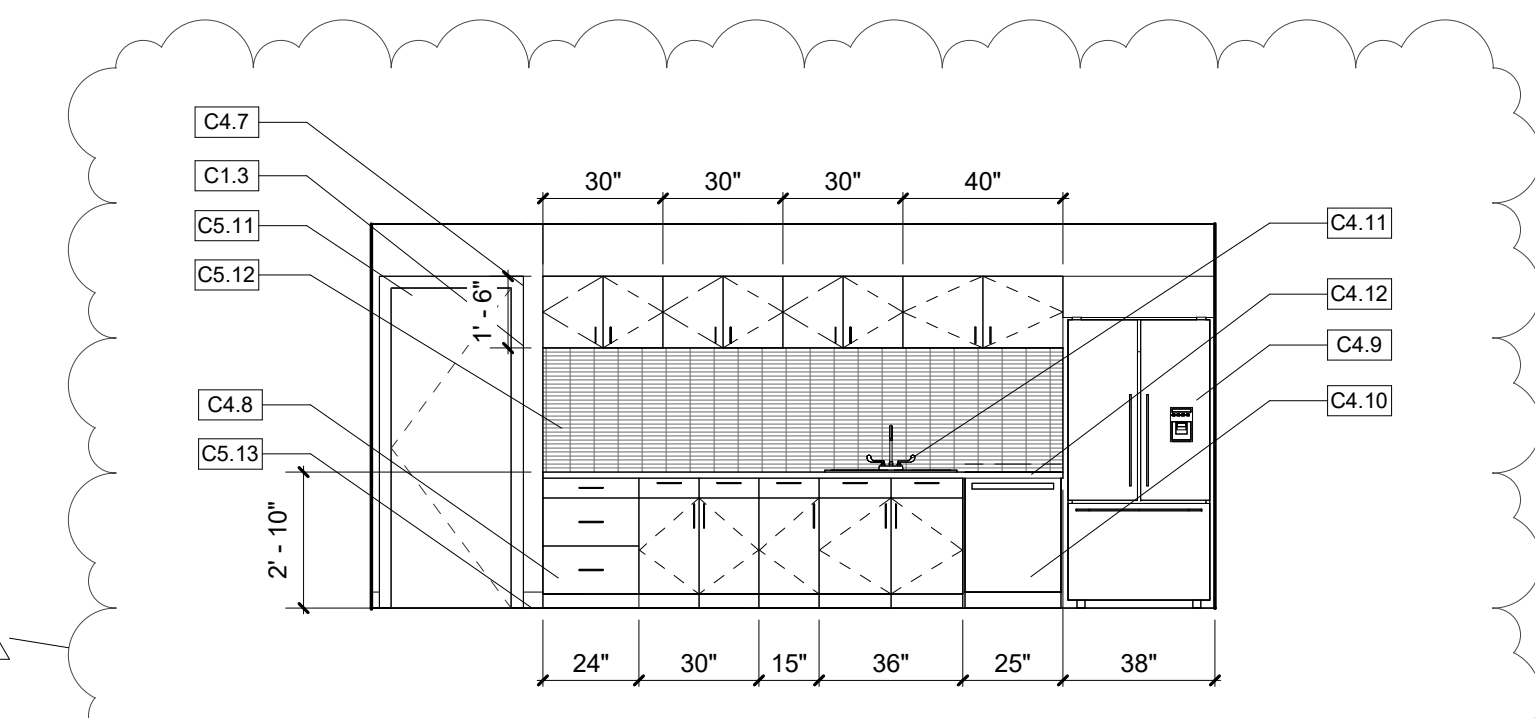 C4.7
C1.3
C5.11
C5.12
C4.8
C5.13
30" 30" 30" 40"
1' - 6"
2' - 10"
C4.11
C4.12
C4.9
C4.10
24" 30" 15" 36" 25" 38"